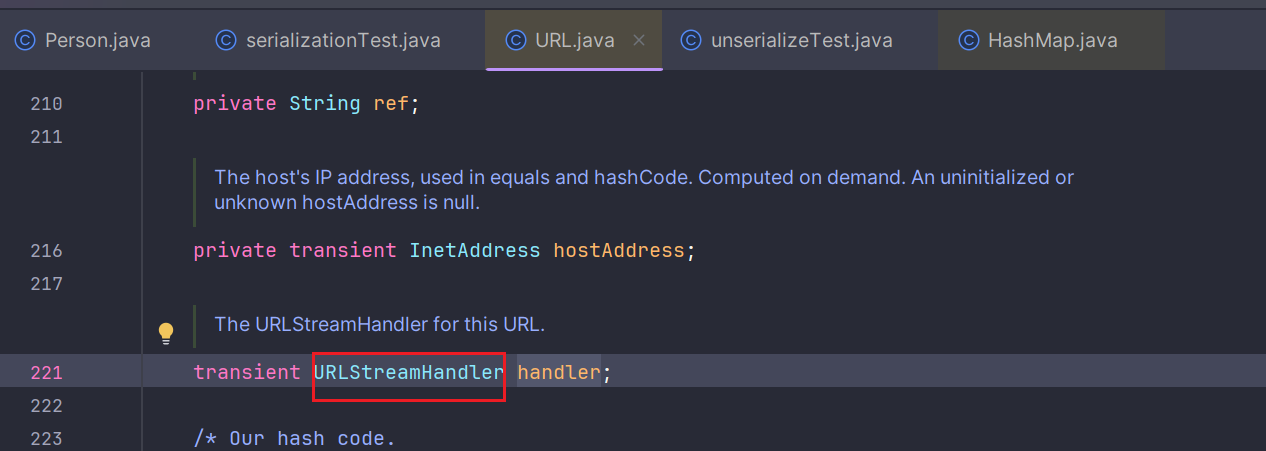 Person.java serializationTest.java URL.java unserializeTest.java HashMap.java
210 private String ref;
211
The host's IP address, used in equals and hashCode. Computed on demand. An uninitialized or
unknown hostAddress is null.
216 private transient InetAddress hostAddress;
217
The URLStreamHandler for this URL.
221 transient URLStreamHandler handler;
222
223 /* Our hash code.